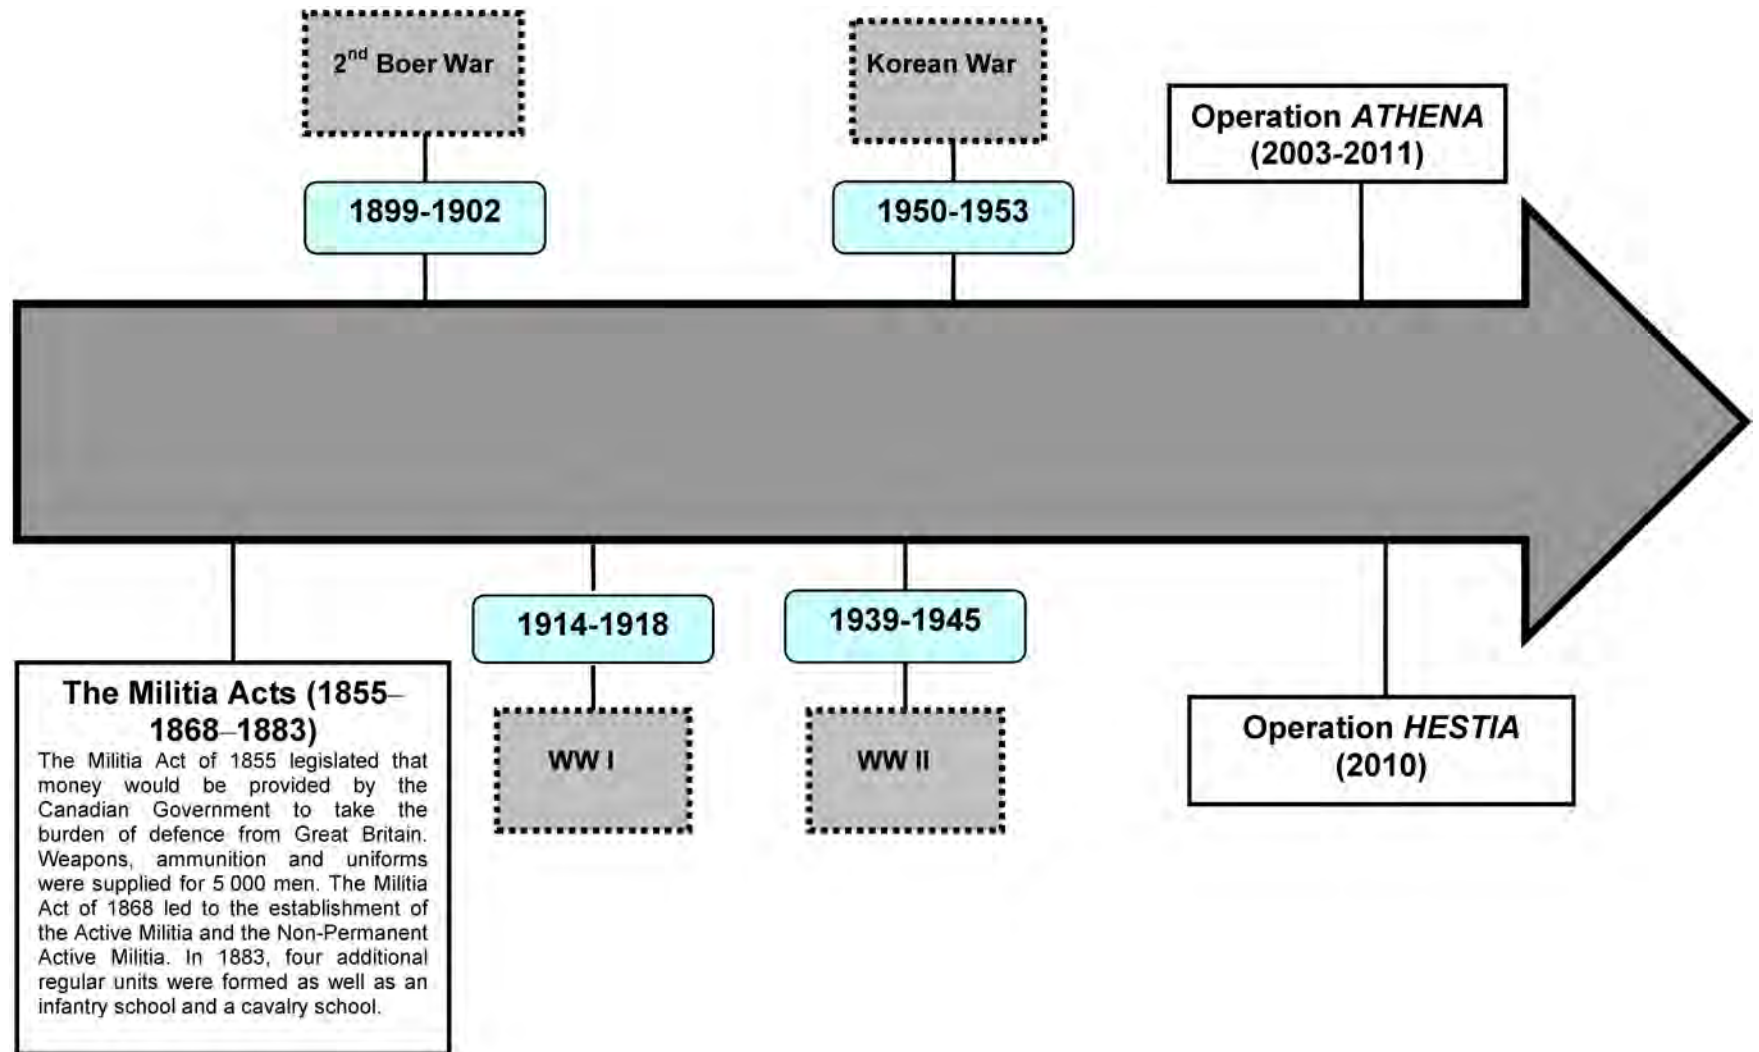 2nd Boer War
Korean War
Operation ATHENA
(2003-2011)
1899-1902
1950-1953
1914-1918
1939-1945
The Militia Acts (1855–
1868–1883)
The Militia Act of 1855 legislated that
money would be provided by the
Canadian Government to take the
burden of defence from Great Britain.
Weapons, ammunition and uniforms
were supplied for 5 000 men. The Militia
Act of 1868 led to the establishment of
the Active Militia and the Non-Permanent
Active Militia. In 1883, four additional
regular units were formed as well as an
infantry school and a cavalry school.
WW I
WW II
Operation HESTIA
(2010)